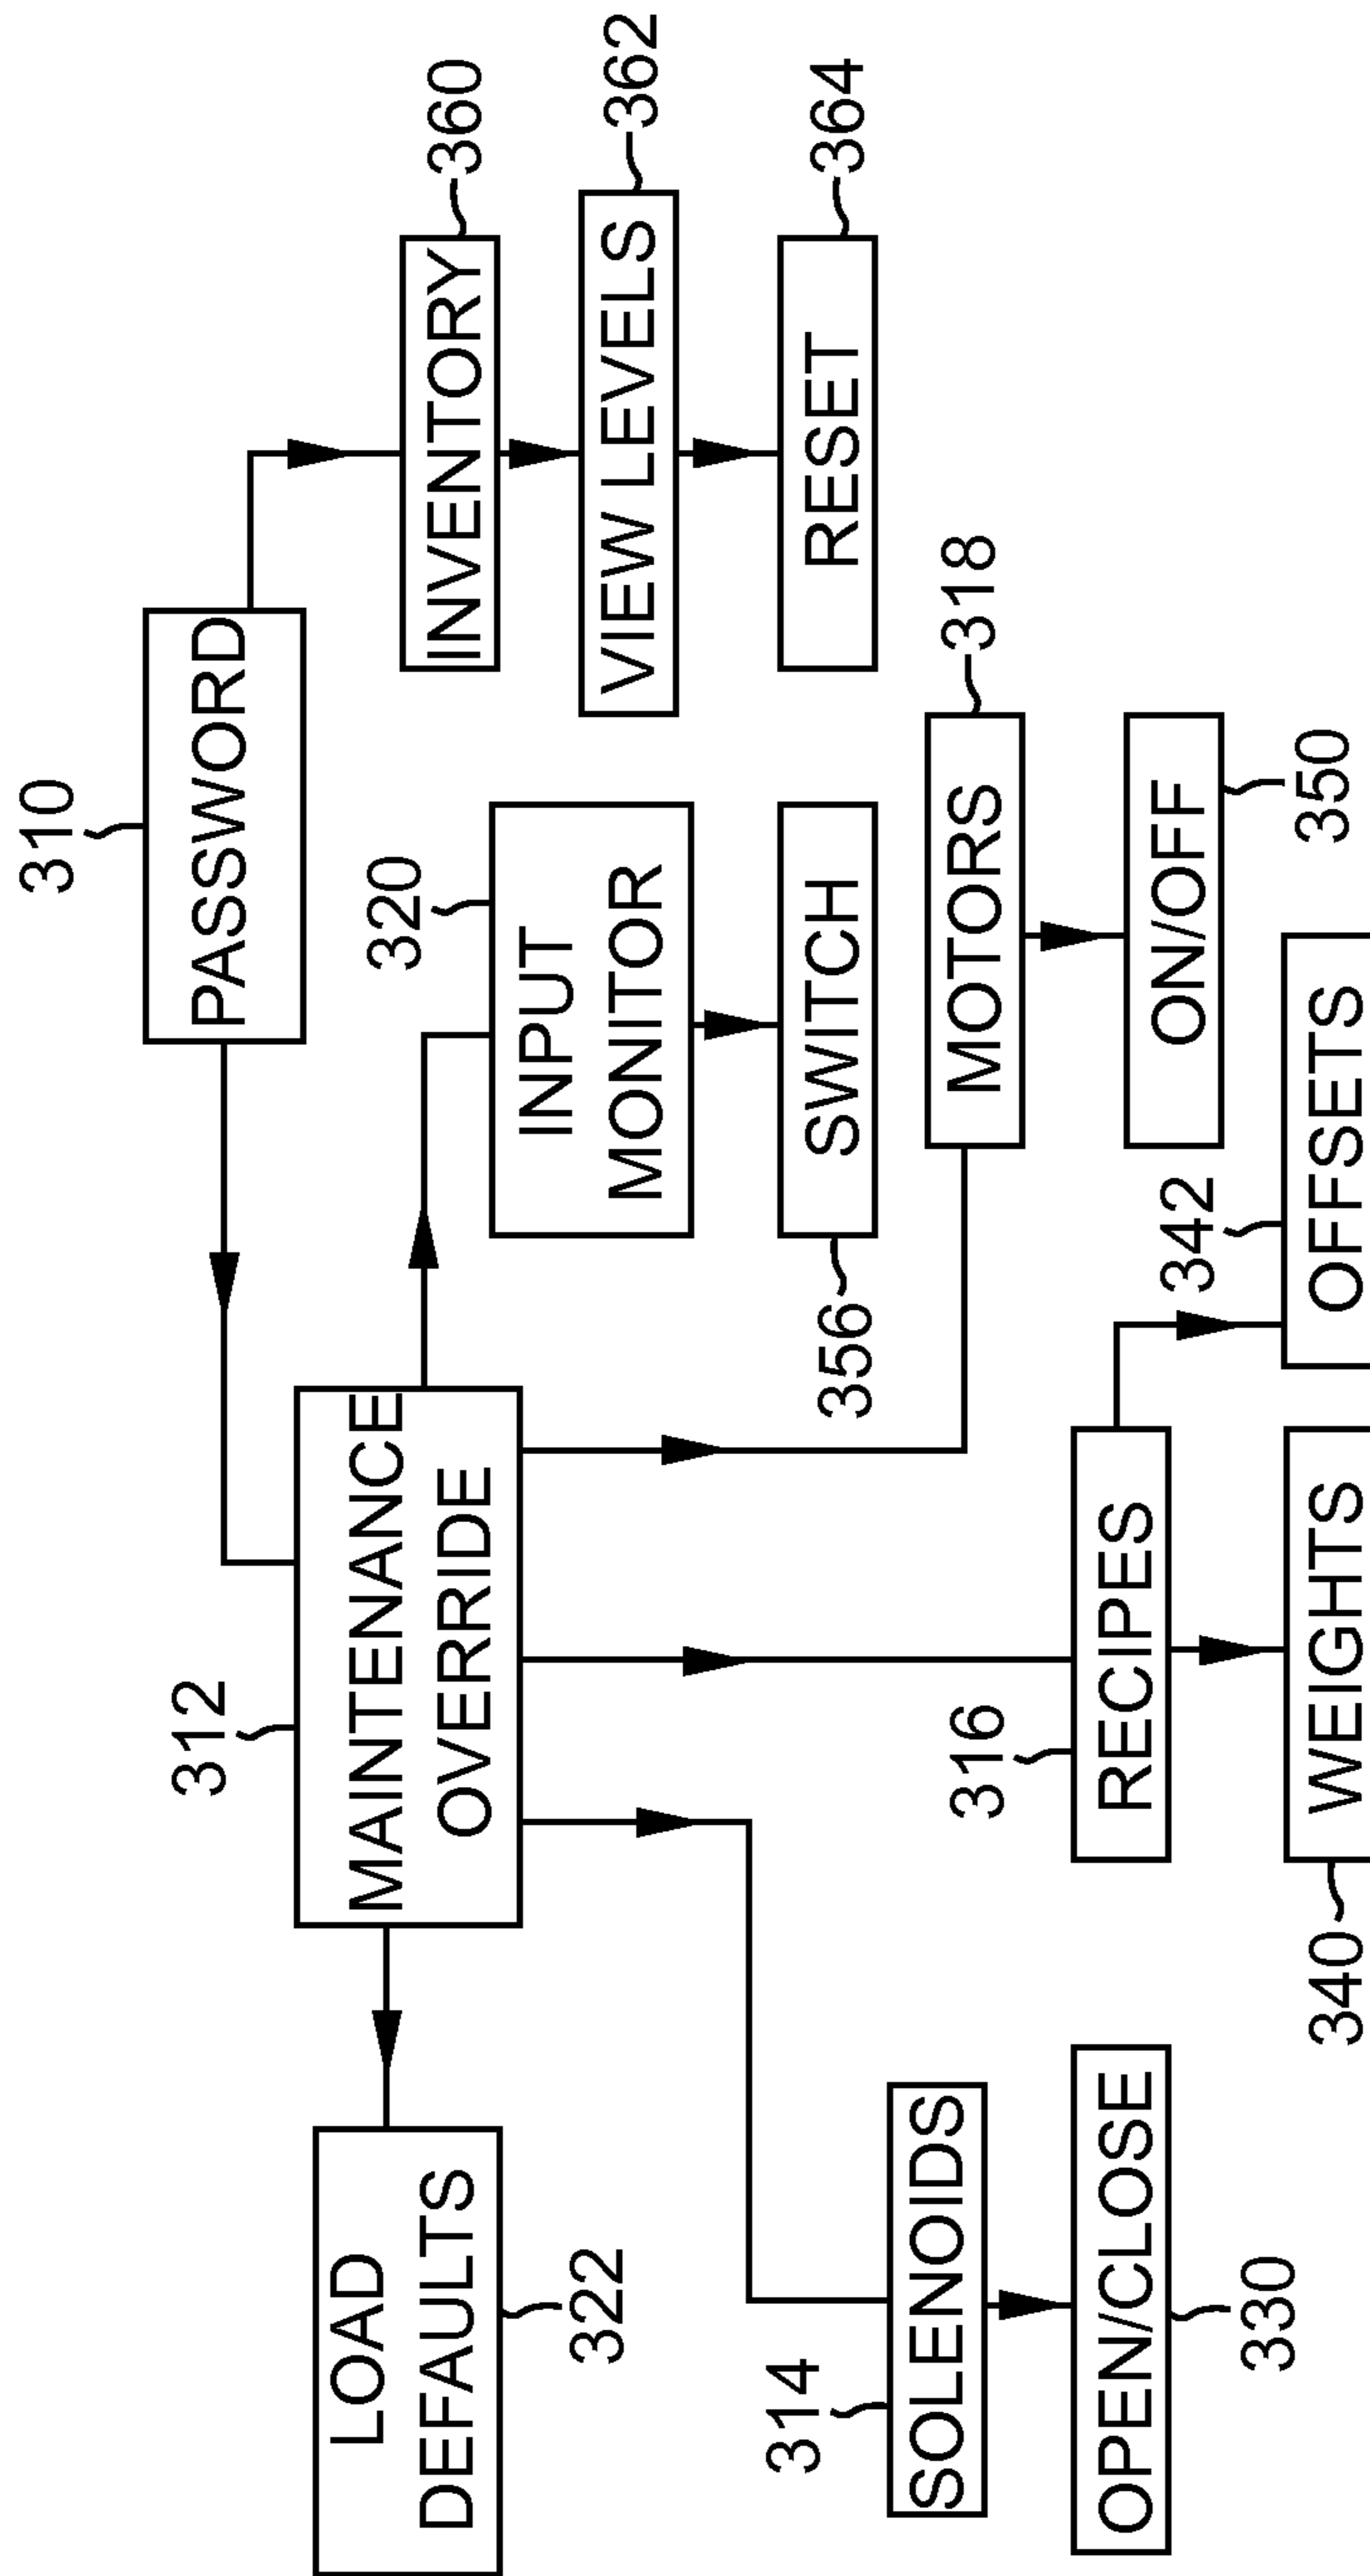 310
PASSWORD
312
MAINTENANCE
OVERRIDE
320
INPUT
MONITOR
356
SWITCH
INVENTORY
360
VIEW LEVELS
362
RESET
364
LOAD
DEFAULTS
322
314
SOLENOIDS
OPEN/CLOSE
330
316
RECIPES
340
WEIGHTS
342
OFFSETS
MOTORS
318
ON/OFF
350